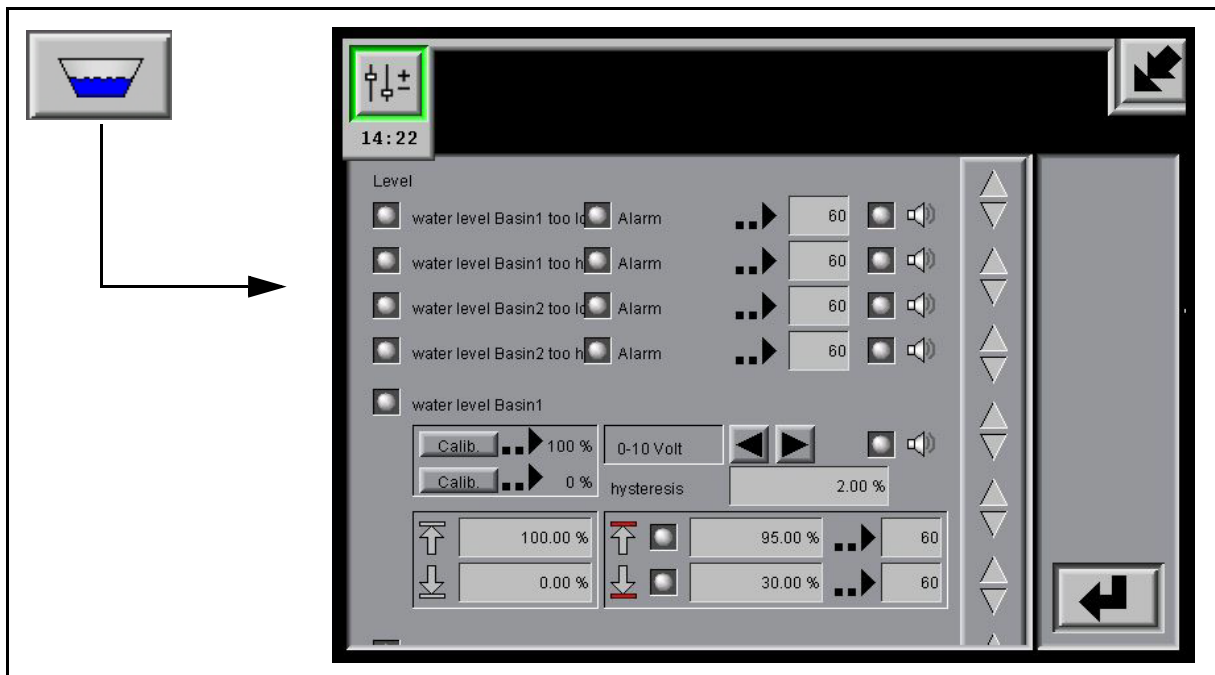 14:22
Level
water level Basin1 too lo Alarm 60
water level Basin1 too h Alarm 60
water level Basin2 too lo Alarm 60
water level Basin2 too h Alarm 60
water level Basin1
Calib. 100 % 0-10 Volt
Calib. 0 % hysteresis 2.00 %
100.00 % 95.00 % 60
0.00 % 30.00 % 60